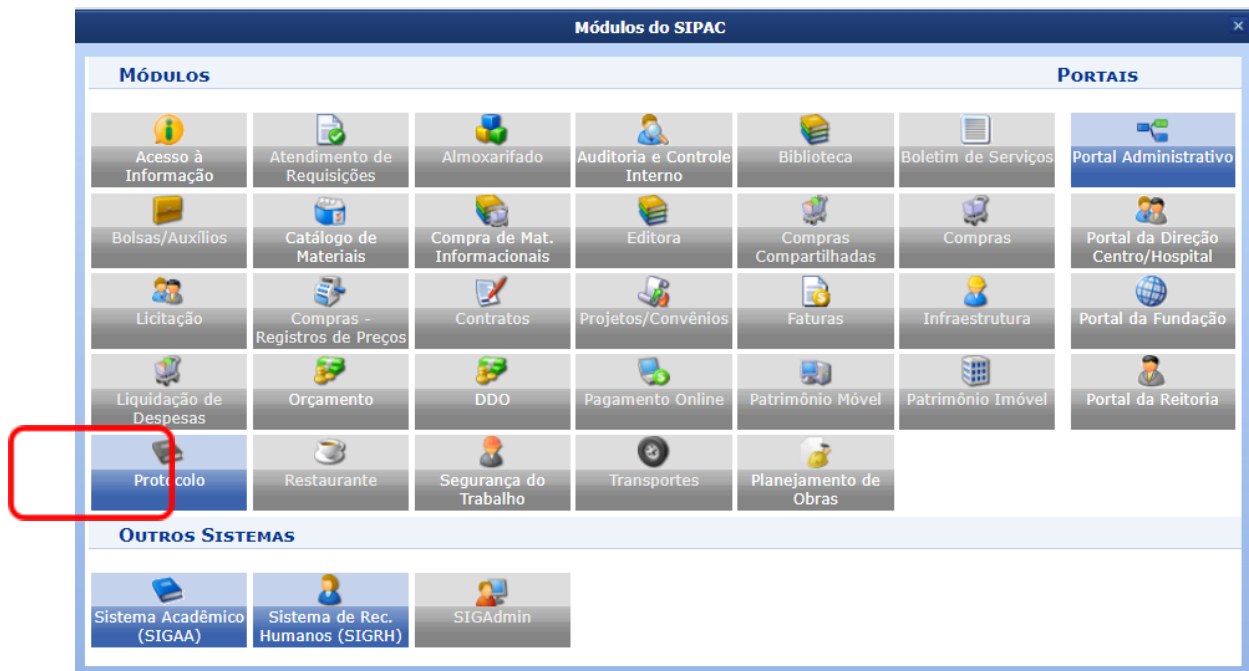 Módulos do SIPAC
×
MÓDULOS
PORTAIS
Acesso à
Informação
Atendimento de
Requisições
Almoxarifado
Auditoria e Controle
Interno
Biblioteca
Boletim de Serviços
Portal Administrativo
Bolsas/Auxílios
Catálogo de
Materiais
Compra de Mat.
Informacionais
Editora
Compras
Compartilhadas
Compras
Portal da Direção
Centro/Hospital
Licitação
Compras -
Registros de Preços
Contratos
Projetos/Convênios
Faturas
Infraestrutura
Portal da Fundação
Liquidação de
Despesas
Orçamento
DDO
Pagamento Online
Patrimônio Móvel
Patrimônio Imóvel
Portal da Reitoria
Protocolo
Restaurante
Segurança do
Trabalho
Transportes
Planejamento de
Obras
OUTROS SISTEMAS
Sistema Acadêmico
(SIGAA)
Sistema de Rec.
Humanos (SIGRH)
SIGAdmin